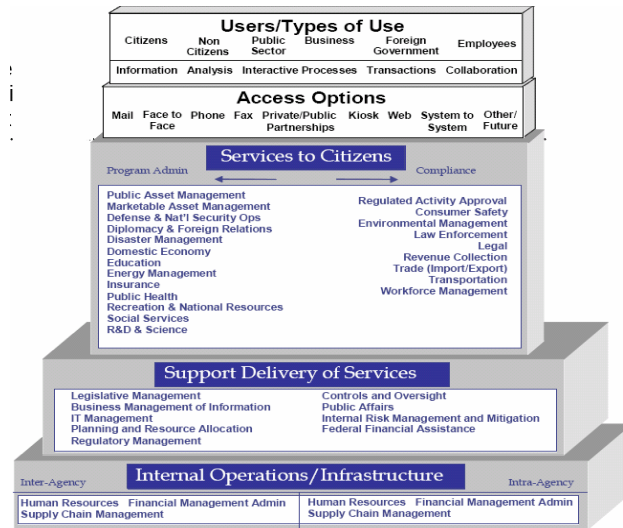 Users/Types of Use
Citizens Non Citizens Public Sector Business Foreign Government Employees
Information Analysis Interactive Processes Transactions Collaboration
Access Options
Mail Face to Face Phone Fax Private/Public Partnerships Kiosk Web System to System Other/Future
Services to Citizens
Program Admin
Compliance
Public Asset Management
Marketable Asset Management
Defense & Nat'l Security Ops
Diplomacy & Foreign Relations
Disaster Management
Domestic Economy
Education
Energy Management
Insurance
Public Health
Recreation & National Resources
Social Services
R&D & Science
Regulated Activity Approval
Consumer Safety
Environmental Management
Law Enforcement
Legal
Revenue Collection
Trade (Import/Export)
Transportation
Workforce Management
Support Delivery of Services
Legislative Management
Business Management of Information
IT Management
Planning and Resource Allocation
Regulatory Management
Controls and Oversight
Public Affairs
Internal Risk Management and Mitigation
Federal Financial Assistance
Internal Operations/Infrastructure
Inter-Agency
Intra-Agency
Human Resources Financial Management Admin
Supply Chain Management
Human Resources Financial Management Admin
Supply Chain Management